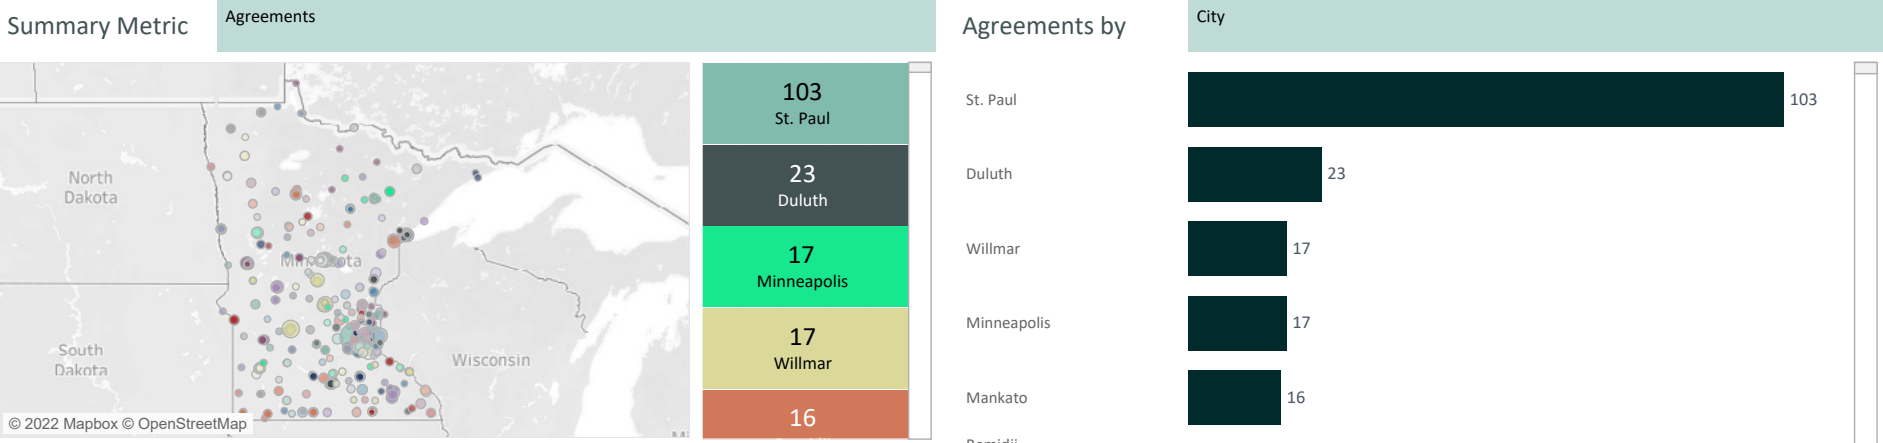 Summary Metric
Agreements
North
Dakota
Minnesota
South
Dakota
Wisconsin
© 2022 Mapbox © OpenStreetMap
103
St. Paul
23
Duluth
17
Minneapolis
17
Willmar
16
Agreements by
City
St. Paul
103
Duluth
23
Willmar
17
Minneapolis
17
Mankato
16